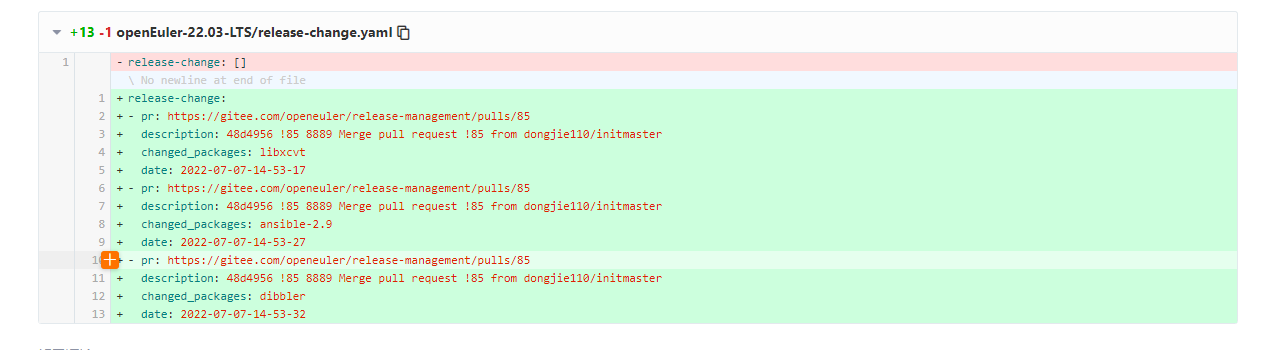 +13 -1 openEuler-22.03-LTS/release-change.yaml
1 - release-change: []
\ No newline at end of file
1 + release-change:
2 + - pr: https://gitee.com/openeuler/release-management/pulls/85
3 + description: 48d4956 !85 8889 Merge pull request !85 from dongjie110/initmaster
4 + changed_packages: libxcvt
5 + date: 2022-07-07-14-53-17
6 + - pr: https://gitee.com/openeuler/release-management/pulls/85
7 + description: 48d4956 !85 8889 Merge pull request !85 from dongjie110/initmaster
8 + changed_packages: ansible-2.9
9 + date: 2022-07-07-14-53-27
10 + - pr: https://gitee.com/openeuler/release-management/pulls/85
11 + description: 48d4956 !85 8889 Merge pull request !85 from dongjie110/initmaster
12 + changed_packages: dibbler
13 + date: 2022-07-07-14-53-32